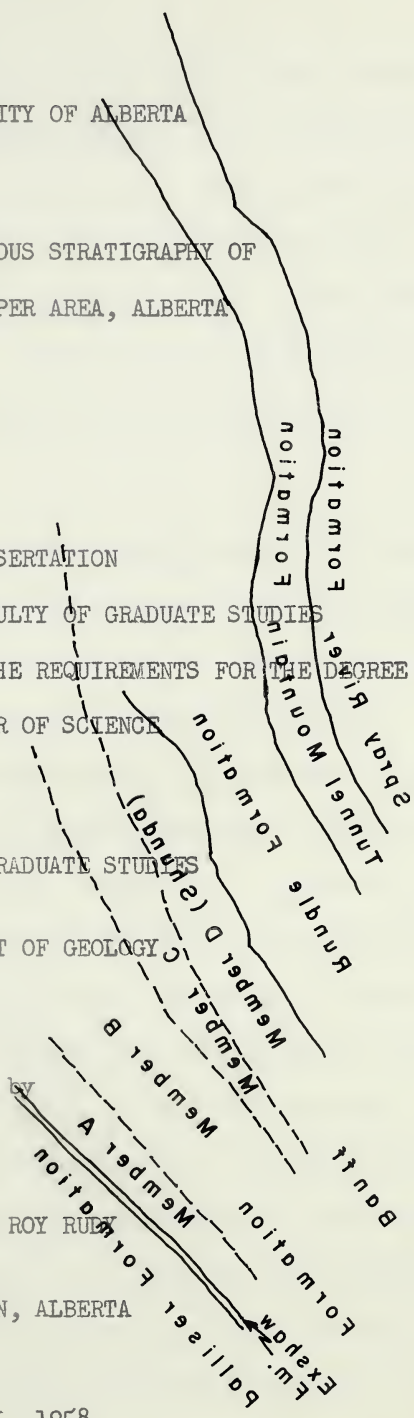 ITY OF ALBERTA
OUS STRATIGRAPHY OF
PER AREA, ALBERTA
SERTATION
ULTY OF GRADUATE STUDIES
HE REQUIREMENTS FOR THE DEGREE
R OF SCIENCE
RADUATE STUDIES
T OF GEOLOGY
by
ROY RUDY
N, ALBERTA
1958
Spray River Formation
Tunnel Mountain Formation
Rundle Formation
Member D (Shunda)
Member C
Member B
Member A
Banff Formation
Exshaw
Fm.
Palliser Formation